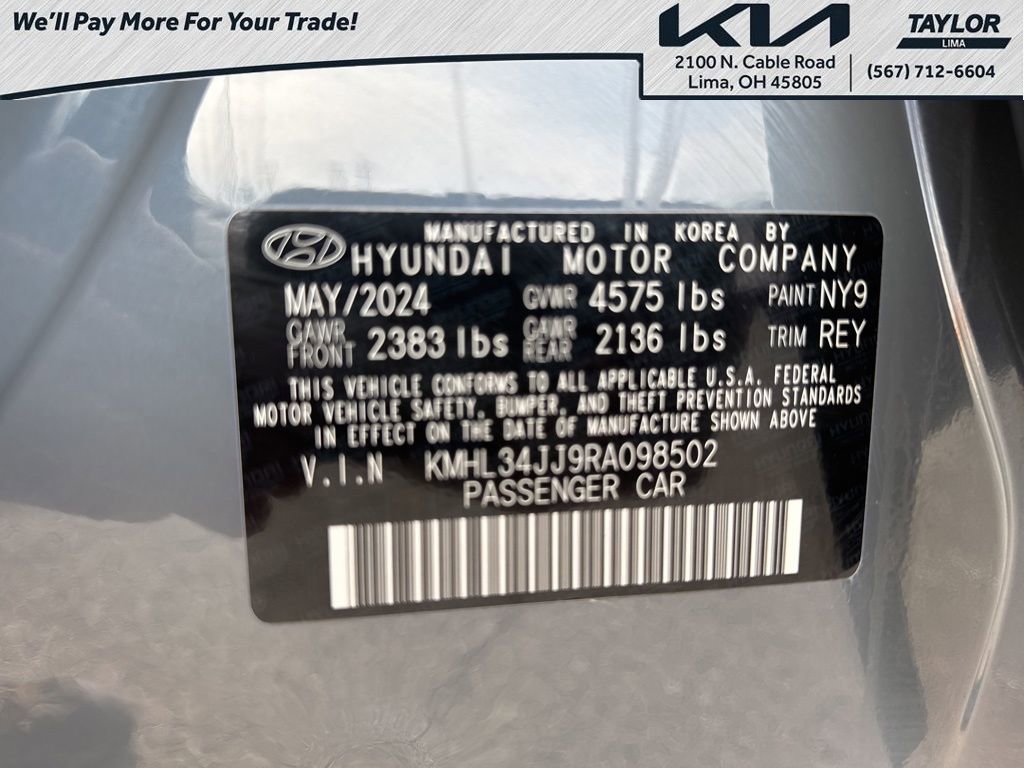 We'll Pay More For Your Trade!
KIA
2100 N. Cable Road
Lima, OH 45805
TAYLOR
LIMA
(567) 712-6604
MANUFACTURED IN KOREA BY
HYUNDAI MOTOR COMPANY
MAY/2024 GVWR 4575 lbs PAINT NY9
GAWR FRONT 2383 lbs GAWR REAR 2136 lbs TRIM REY
THIS VEHICLE CONFORMS TO ALL APPLICABLE U.S.A. FEDERAL
MOTOR VEHICLE SAFETY, BUMPER, AND THEFT PREVENTION STANDARDS
IN EFFECT ON THE DATE OF MANUFACTURE SHOWN ABOVE
V.I.N KMHL34JJ9RA098502
PASSENGER CAR